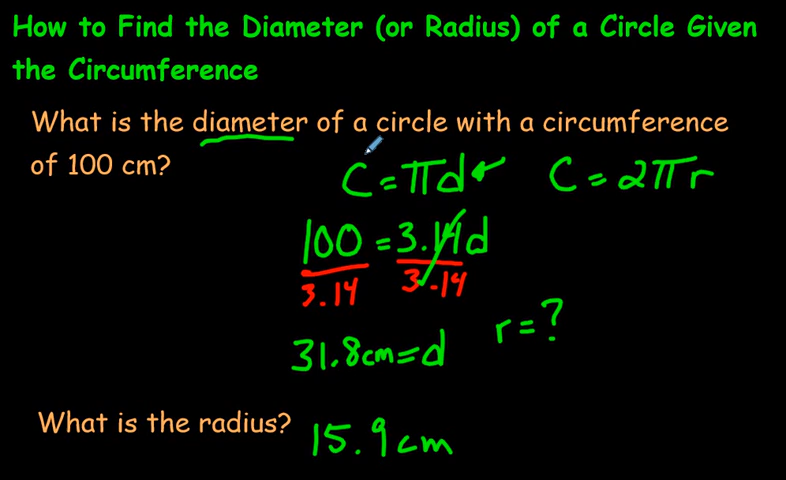 How to Find the Diameter (or Radius) of a Circle Given
the Circumference
What is the diameter of a circle with a circumference
of 100 cm?
C = πd
C = 2πr
100 = 3.14d
3.14 3.14
31.8cm = d
r = ?
What is the radius? 15.9 cm